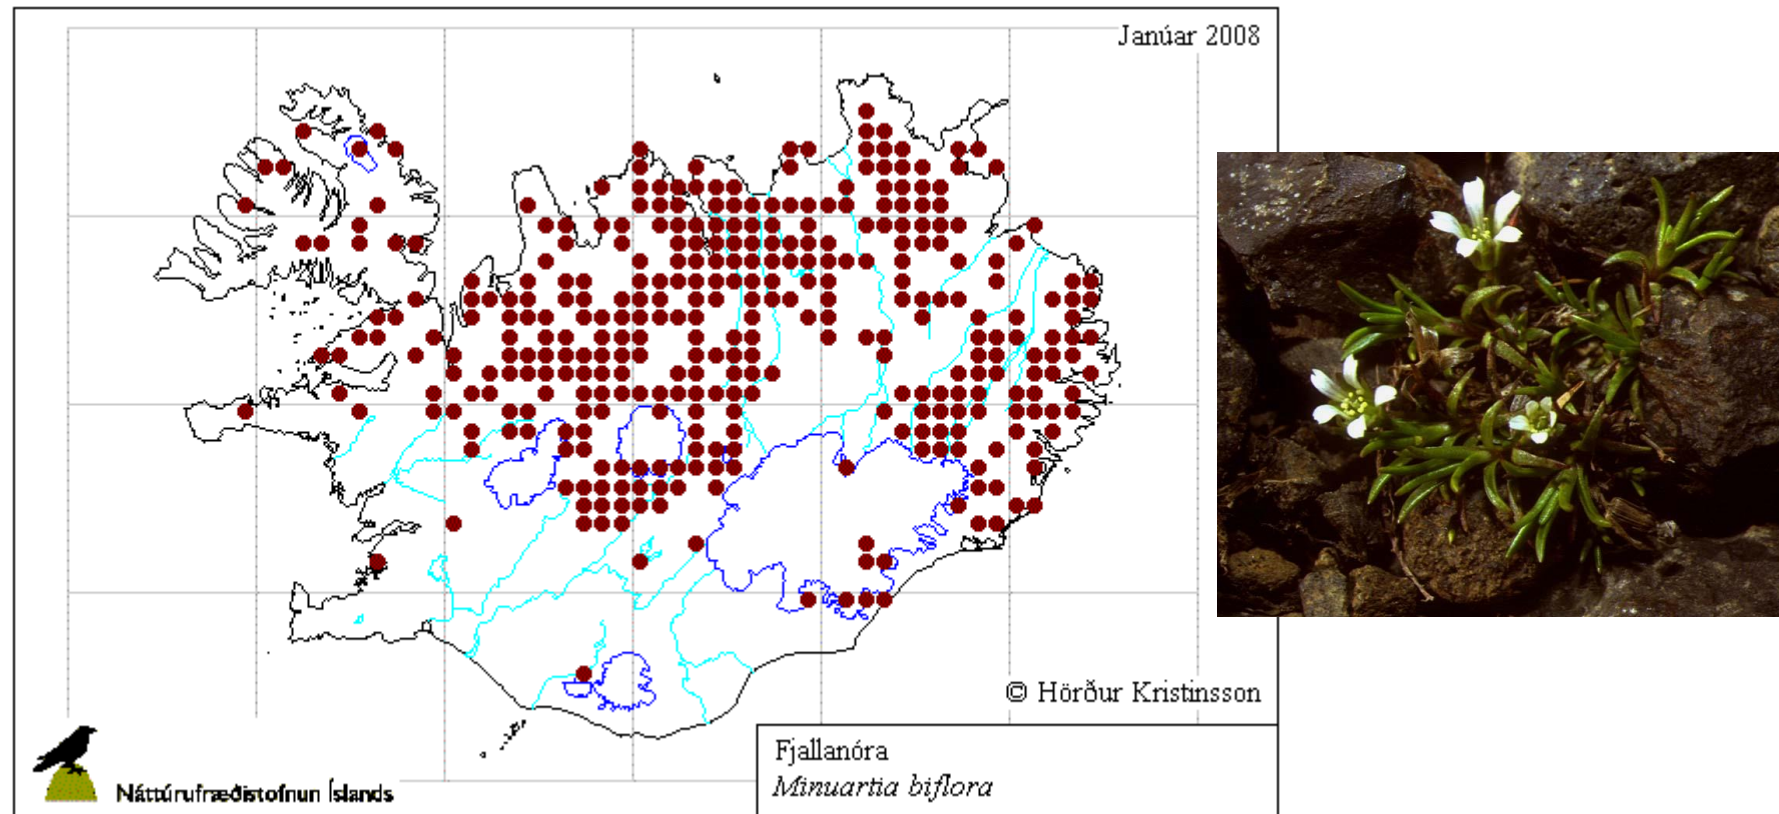 Janúar 2008
© Hörður Kristinsson
Fjallanóra
Minuartia biflora
Náttúrufræðistofnun Íslands